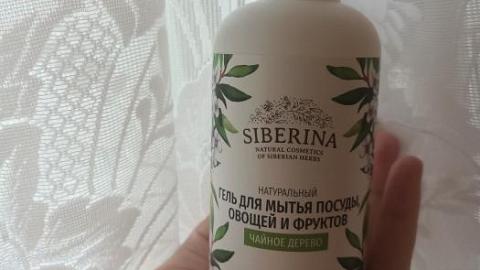 SIBERINA
NATURAL COSMETICS
OF SIBERIAN HERBS
НАТУРАЛЬНЫЙ
ГЕЛЬ ДЛЯ МЫТЬЯ ПОСУДЫ,
ОВОЩЕЙ И ФРУКТОВ
ЧАЙНОЕ ДЕРЕВО